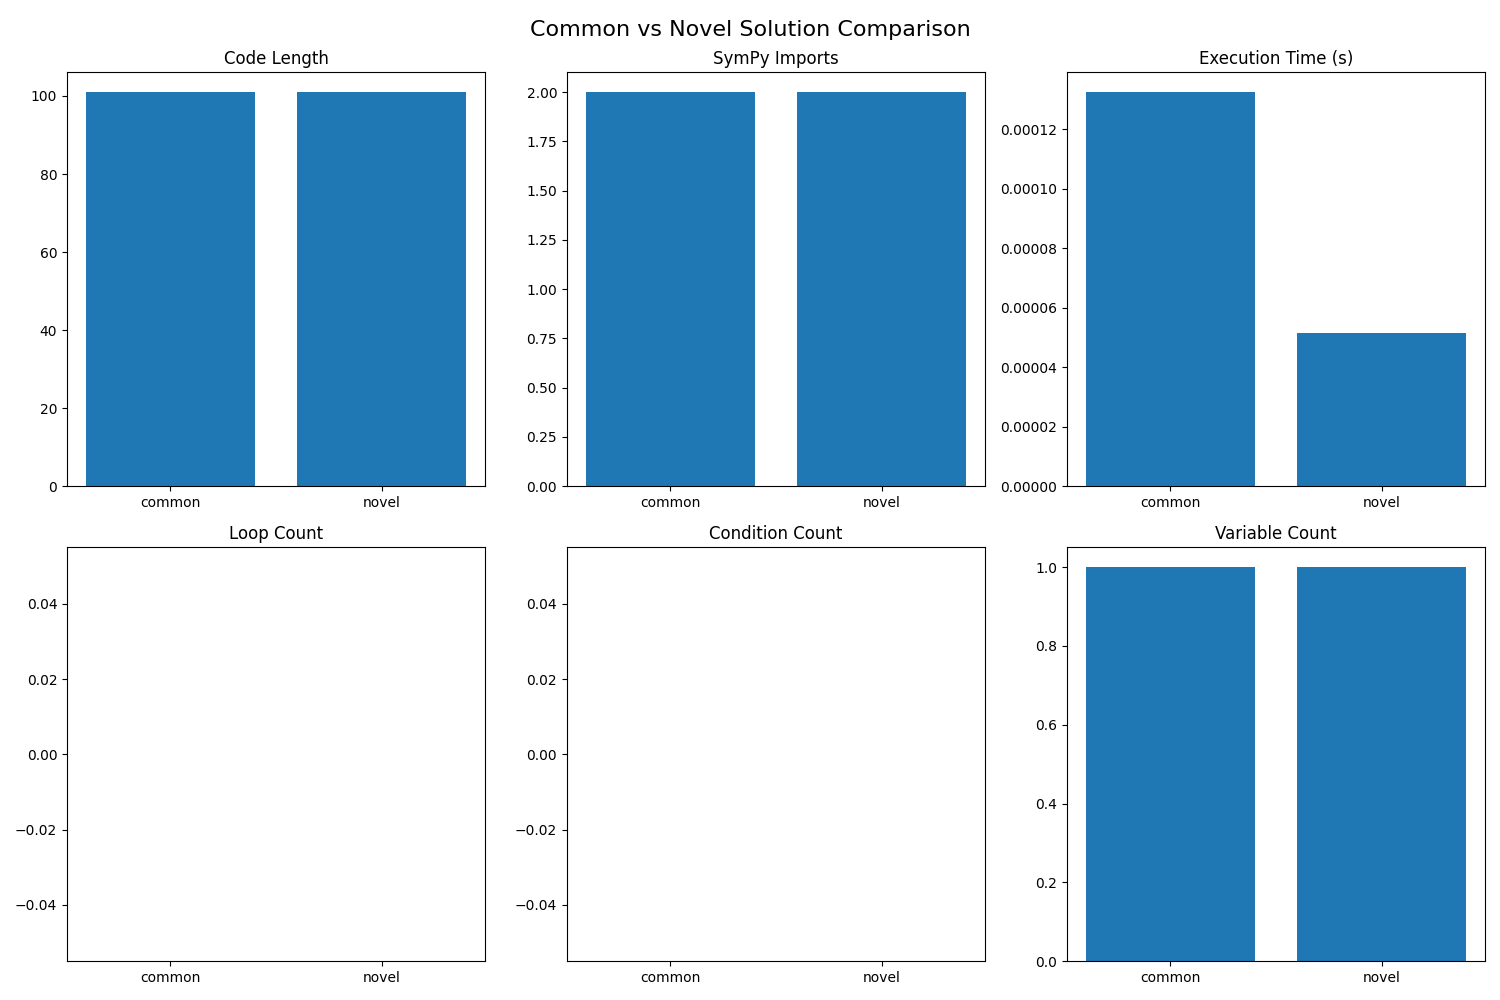 Common vs Novel Solution Comparison
Code Length
100
80
60
40
20
0
common novel
SymPy Imports
2.00
1.75
1.50
1.25
1.00
0.75
0.50
0.25
0.00
common novel
Execution Time (s)
0.00012
0.00010
0.00008
0.00006
0.00004
0.00002
0.00000
common novel
Loop Count
0.04
0.02
0.00
−0.02
−0.04
common novel
Condition Count
0.04
0.02
0.00
−0.02
−0.04
common novel
Variable Count
1.0
0.8
0.6
0.4
0.2
0.0
common novel